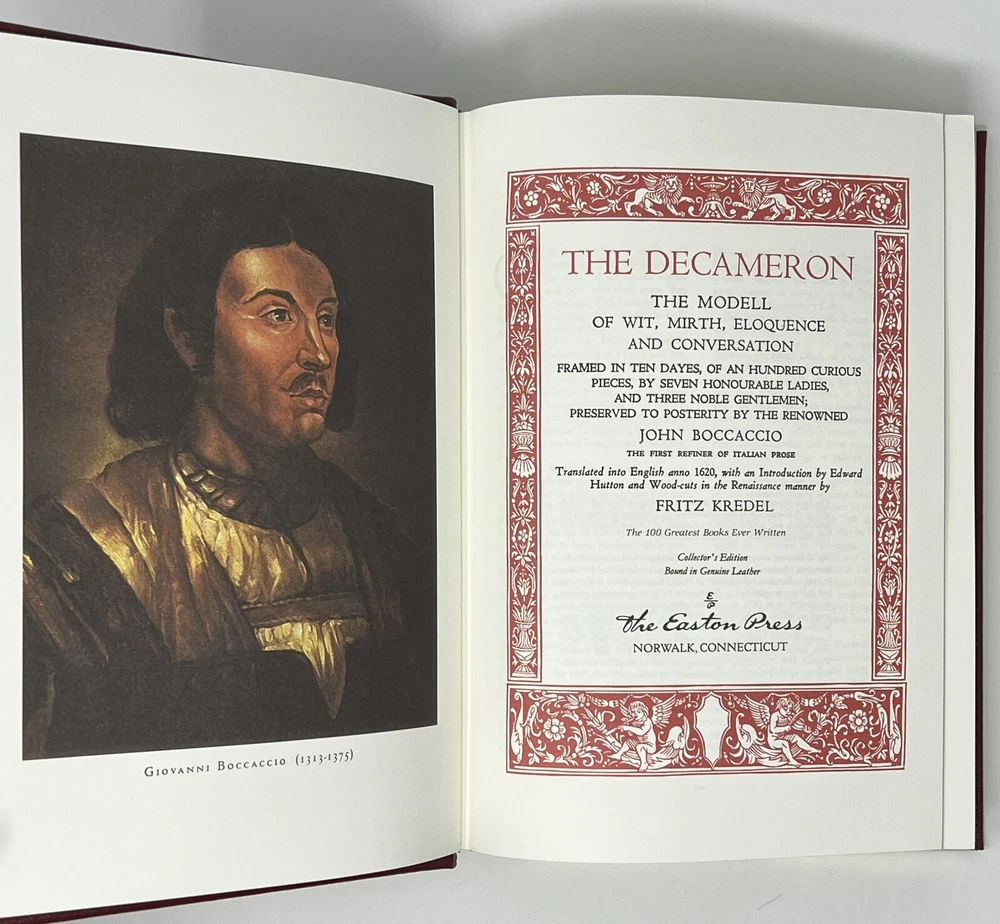 GIOVANNI BOCCACCIO (1313-1375)
THE DECAMERON
THE MODELL
OF WIT, MIRTH, ELOQUENCE
AND CONVERSATION
FRAMED IN TEN DAYES, OF AN HUNDRED CURIOUS
PIECES, BY SEVEN HONOURABLE LADIES,
AND THREE NOBLE GENTLEMEN;
PRESERVED TO POSTERITY BY THE RENOWNED
JOHN BOCCACCIO
THE FIRST REFINER OF ITALIAN PROSE
Translated into English anno 1620, with an Introduction by Edward
Hutton and Wood-cuts in the Renaissance manner by
FRITZ KREDEL
The 100 Greatest Books Ever Written
Collector's Edition
Bound in Genuine Leather
The Easton Press
NORWALK, CONNECTICUT